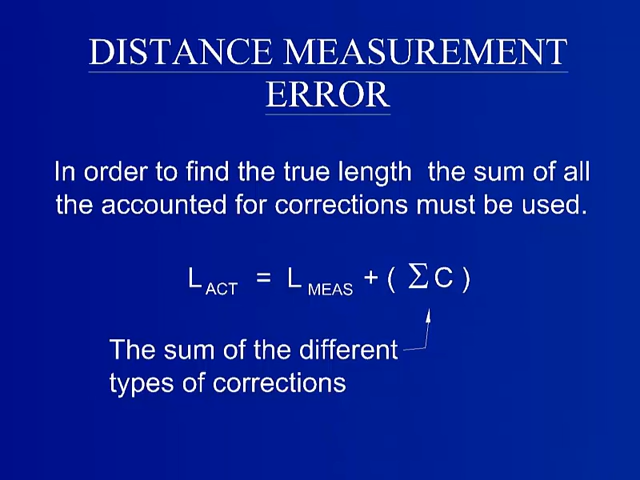 DISTANCE MEASUREMENT
ERROR
In order to find the true length the sum of all
the accounted for corrections must be used.
L ACT = L MEAS + ( Σ C )
The sum of the different
types of corrections